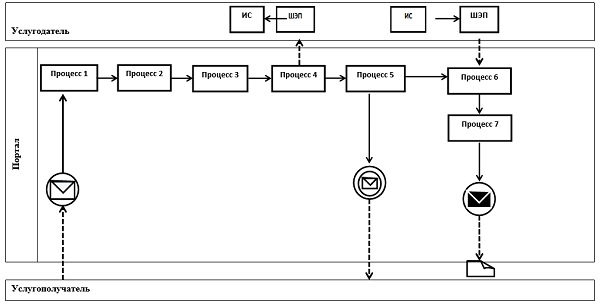 ИС
ШЭП
ИС
ШЭП
Услугодатель
Процесс 1
Процесс 2
Процесс 3
Процесс 4
Процесс 5
Процесс 6
Процесс 7
Портал
Услугополучатель